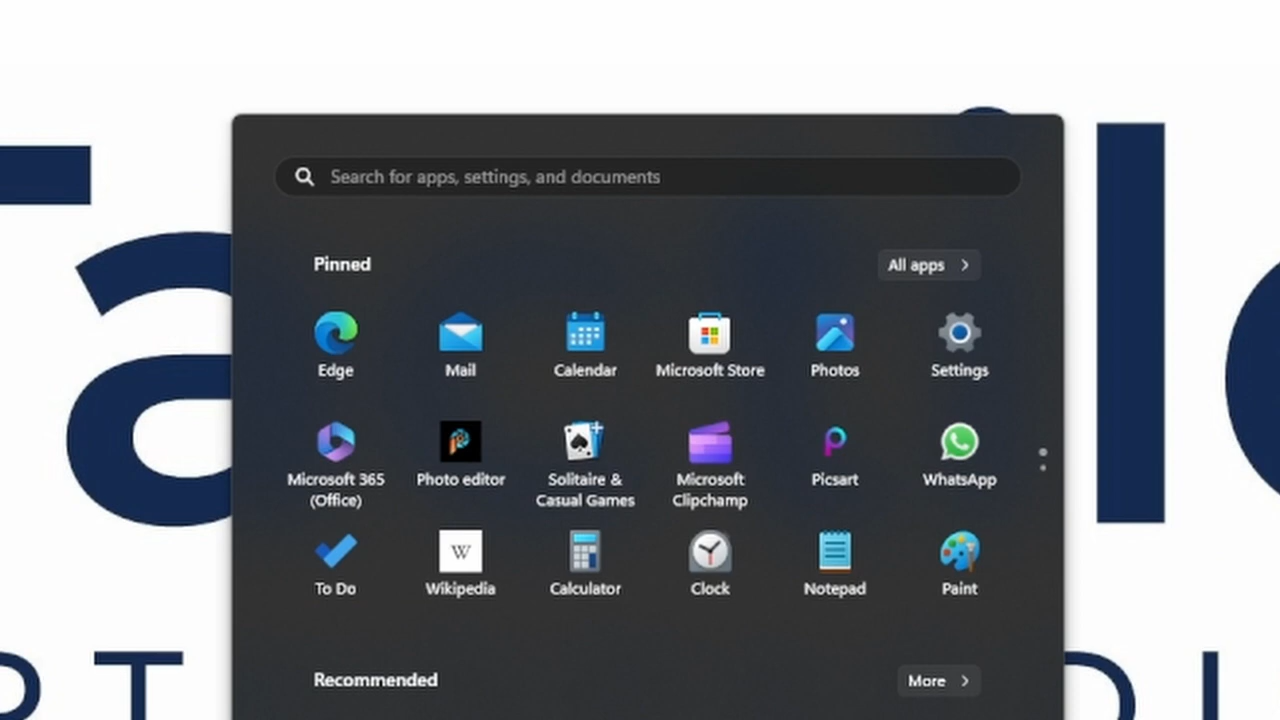 Search for apps, settings, and documents
Pinned
All apps
Edge
Mail
Calendar
Microsoft Store
Photos
Settings
Microsoft 365
(Office)
Photo editor
Solitaire &
Casual Games
Microsoft
Clipchamp
Picsart
WhatsApp
To Do
W
Wikipedia
Calculator
Clock
Notepad
Paint
Recommended
More